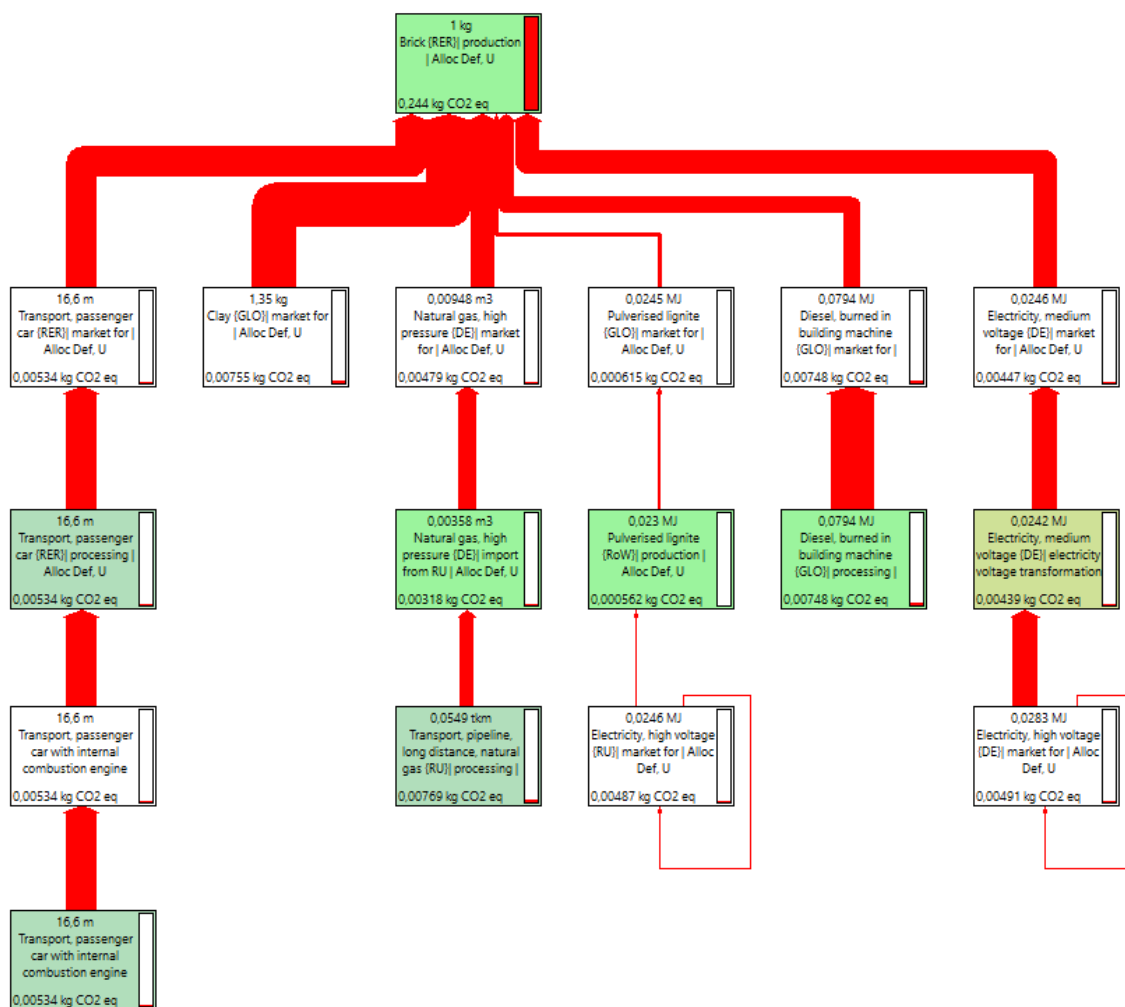 1 kg
Brick {RER}| production
| Alloc Def, U
0,244 kg CO2 eq
16,6 m
Transport, passenger
car {RER}| market for |
Alloc Def, U
0,00534 kg CO2 eq
1,35 kg
Clay {GLO}| market for
| Alloc Def, U
0,00755 kg CO2 eq
0,00948 m3
Natural gas, high
pressure {DE}| market
for | Alloc Def, U
0,00479 kg CO2 eq
0,0245 MJ
Pulverised lignite
{GLO}| market for |
Alloc Def, U
0,000615 kg CO2 eq
0,0794 MJ
Diesel, burned in
building machine
{GLO}| market for |
0,00748 kg CO2 eq
0,0246 MJ
Electricity, medium
voltage {DE}| market
for | Alloc Def, U
0,00447 kg CO2 eq
16,6 m
Transport, passenger
car {RER}| processing |
Alloc Def, U
0,00534 kg CO2 eq
0,00358 m3
Natural gas, high
pressure {DE}| import
from RU | Alloc Def, U
0,00318 kg CO2 eq
0,023 MJ
Pulverised lignite
{RoW}| production |
Alloc Def, U
0,000562 kg CO2 eq
0,0794 MJ
Diesel, burned in
building machine
{GLO}| processing |
0,00748 kg CO2 eq
0,0242 MJ
Electricity, medium
voltage {DE}| electricity
voltage transformation
0,00439 kg CO2 eq
16,6 m
Transport, passenger
car with internal
combustion engine
0,00534 kg CO2 eq
0,0549 tkm
Transport, pipeline,
long distance, natural
gas {RU}| processing |
0,00769 kg CO2 eq
0,0246 MJ
Electricity, high voltage
{RU}| market for | Alloc
Def, U
0,00487 kg CO2 eq
0,0283 MJ
Electricity, high voltage
{DE}| market for | Alloc
Def, U
0,00491 kg CO2 eq
16,6 m
Transport, passenger
car with internal
combustion engine
0,00534 kg CO2 eq